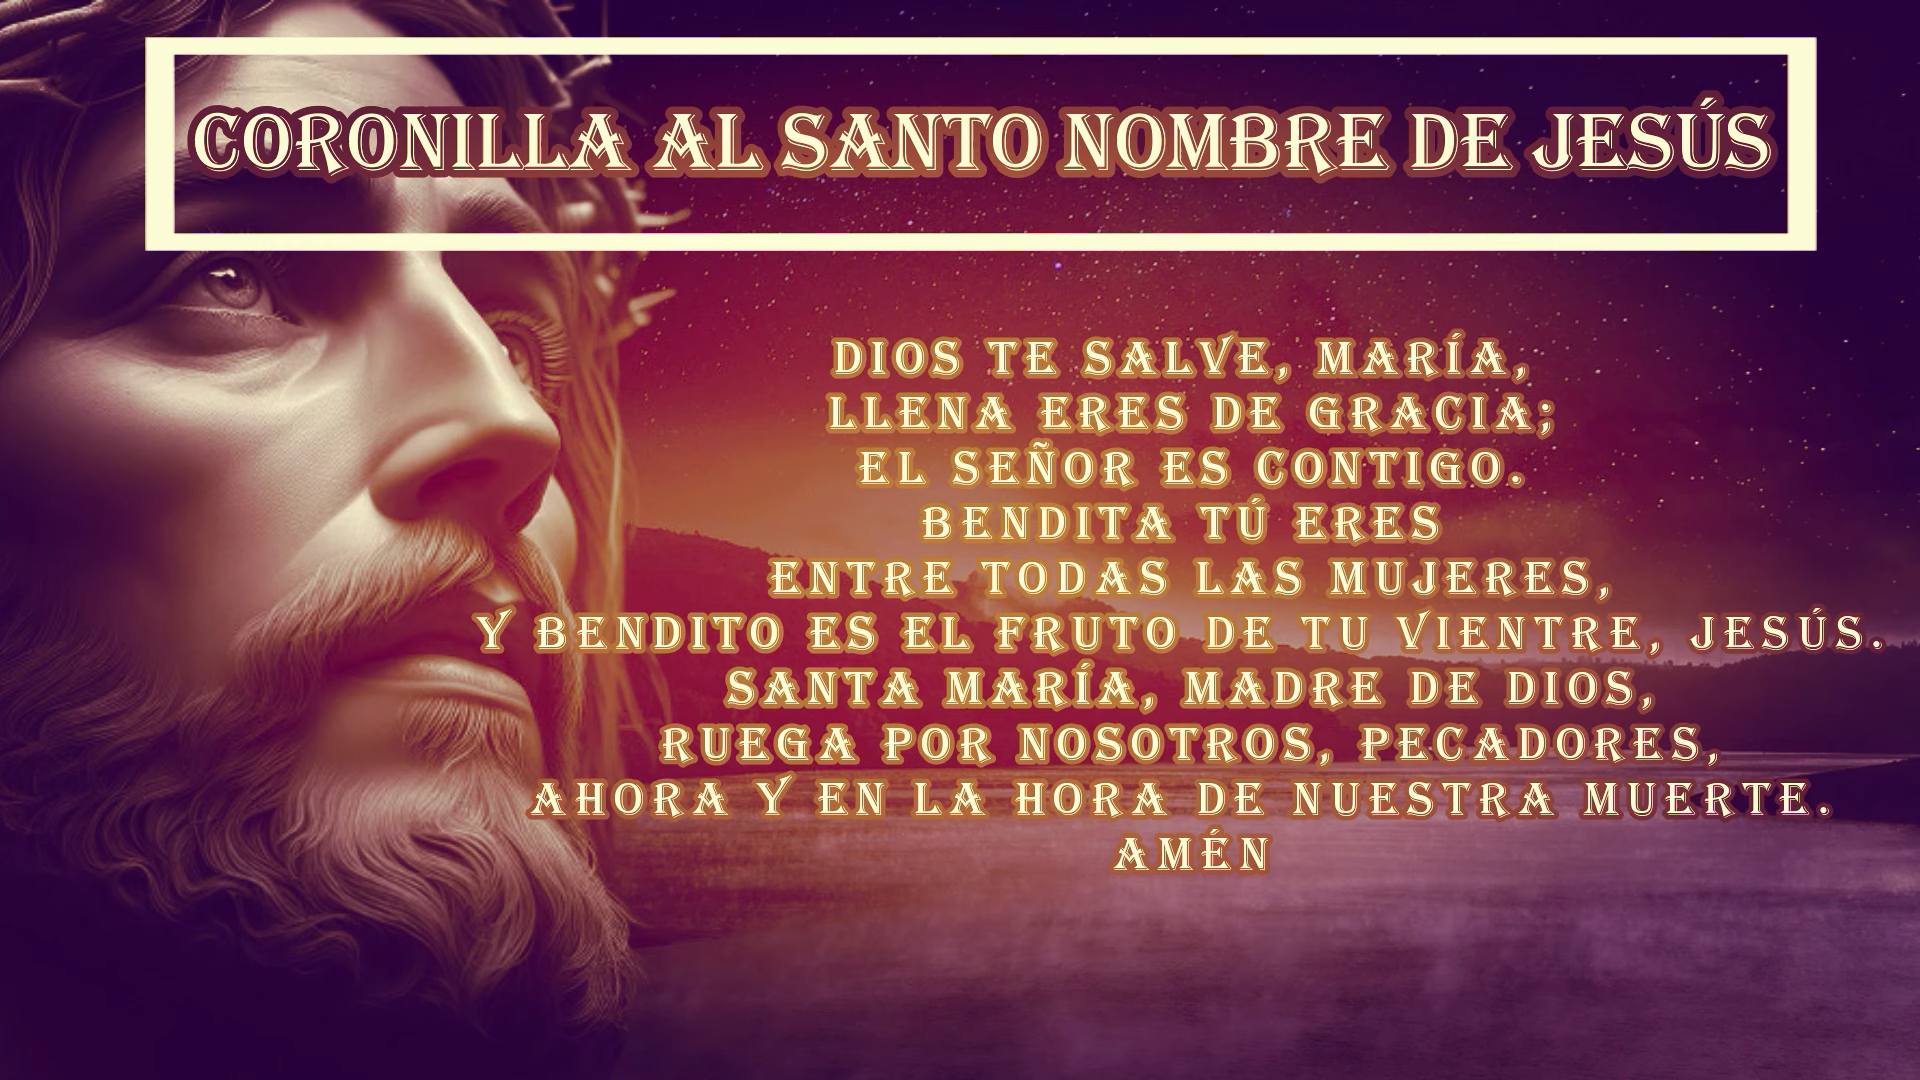 CORONILLA AL SANTO NOMBRE DE JESÚS
DIOS TE SALVE, MARÍA,
LLENA ERES DE GRACIA;
EL SEÑOR ES CONTIGO.
BENDITA TÚ ERES
ENTRE TODAS LAS MUJERES,
Y BENDITO ES EL FRUTO DE TU VIENTRE, JESÚS.
SANTA MARÍA, MADRE DE DIOS,
RUEGA POR NOSOTROS, PECADORES,
AHORA Y EN LA HORA DE NUESTRA MUERTE.
AMÉN